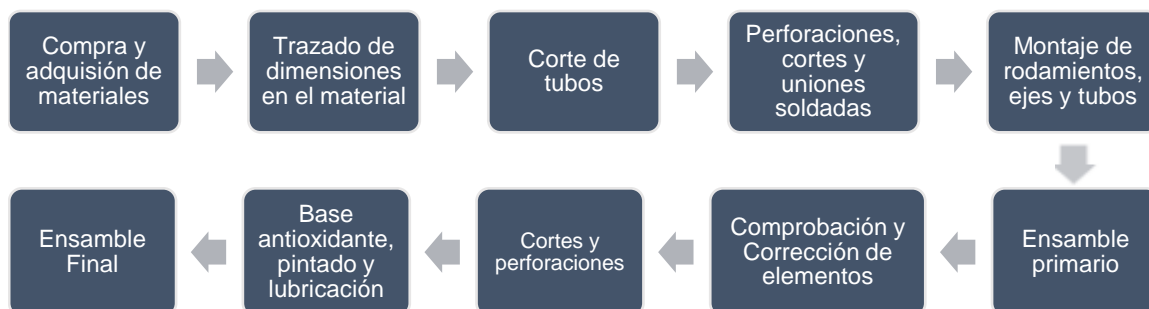 Compra y
adquisión de
materiales
Trazado de
dimensiones
en el material
Corte de
tubos
Perforaciones,
cortes y
uniones
soldadas
Montaje de
rodamientos,
ejes y tubos
Ensamble
Final
Base
antioxidante,
pintado y
lubricación
Cortes y
perforaciones
Comprobación y
Corrección de
elementos
Ensamble
primario